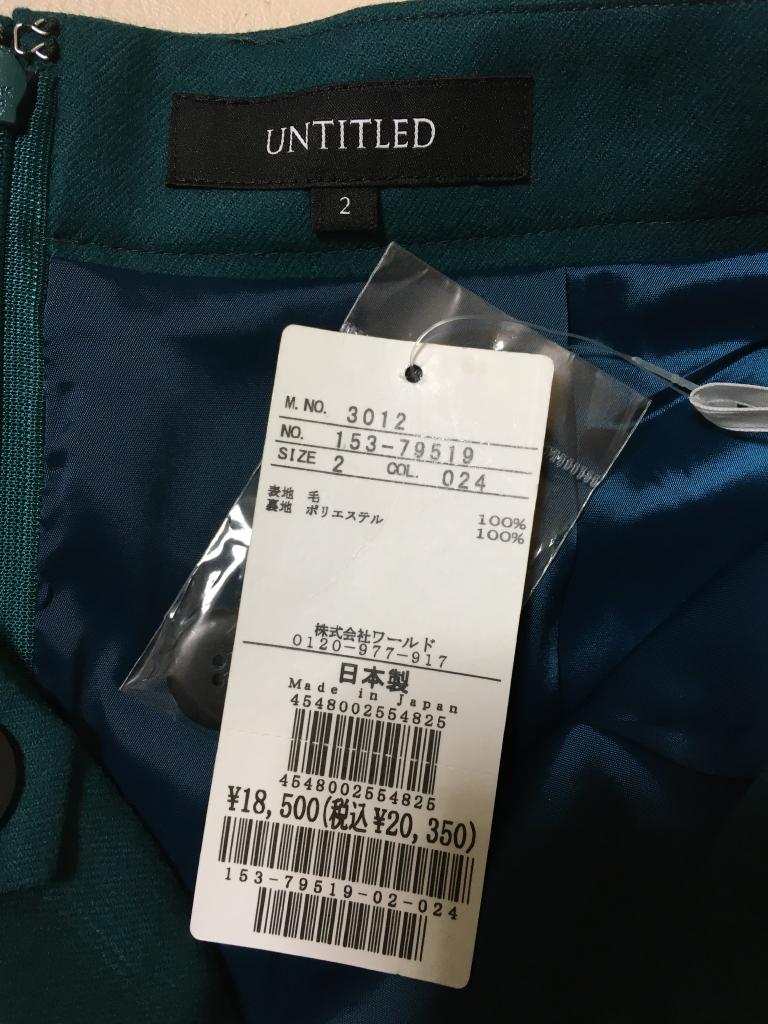 UNTITLED
2
M. NO. 3012
NO. 153-79519
SIZE 2 COL. 024
表地 毛 100%
裏地 ポリエステル 100%
株式会社ワールド
0120-977-917
日本製
Made in Japan
4548002554825
4548002554825
¥18,500(税込¥20,350)
153-79519-02-024